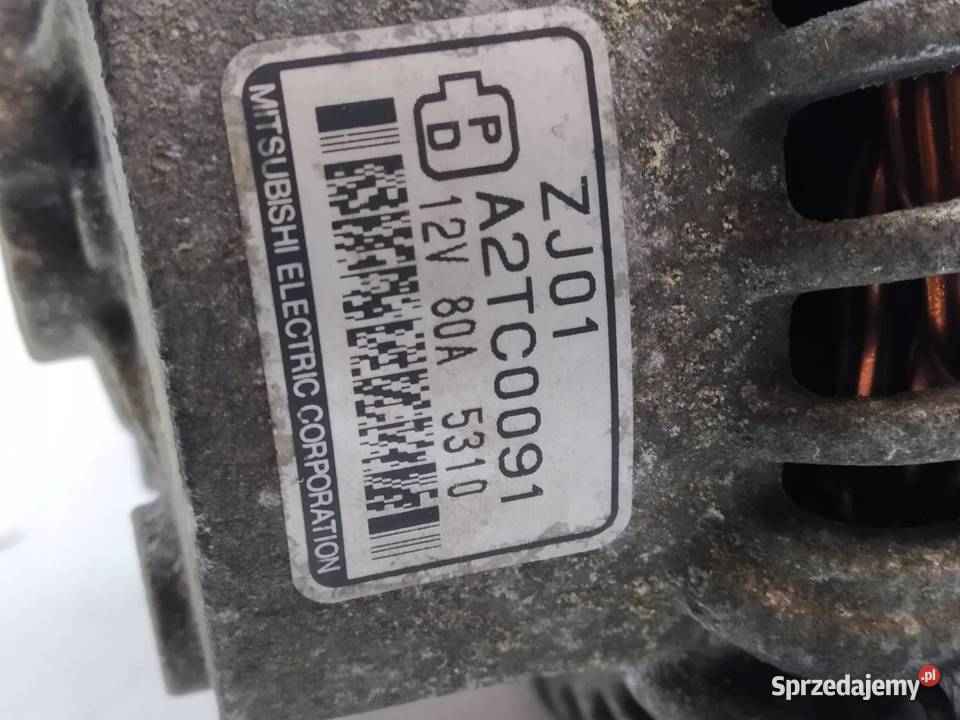 ZJ01
A2TC0091
P
D
12V 80A 5310
MITSUBISHI ELECTRIC CORPORATION
Sprzedajemy.pl